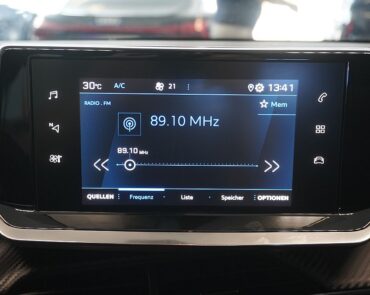 30°C A/C 21 13:41
RADIO . FM
Mem
89.10 MHz
N
89.10 MHz
QUELLEN Frequenz Liste Speicher OPTIONEN